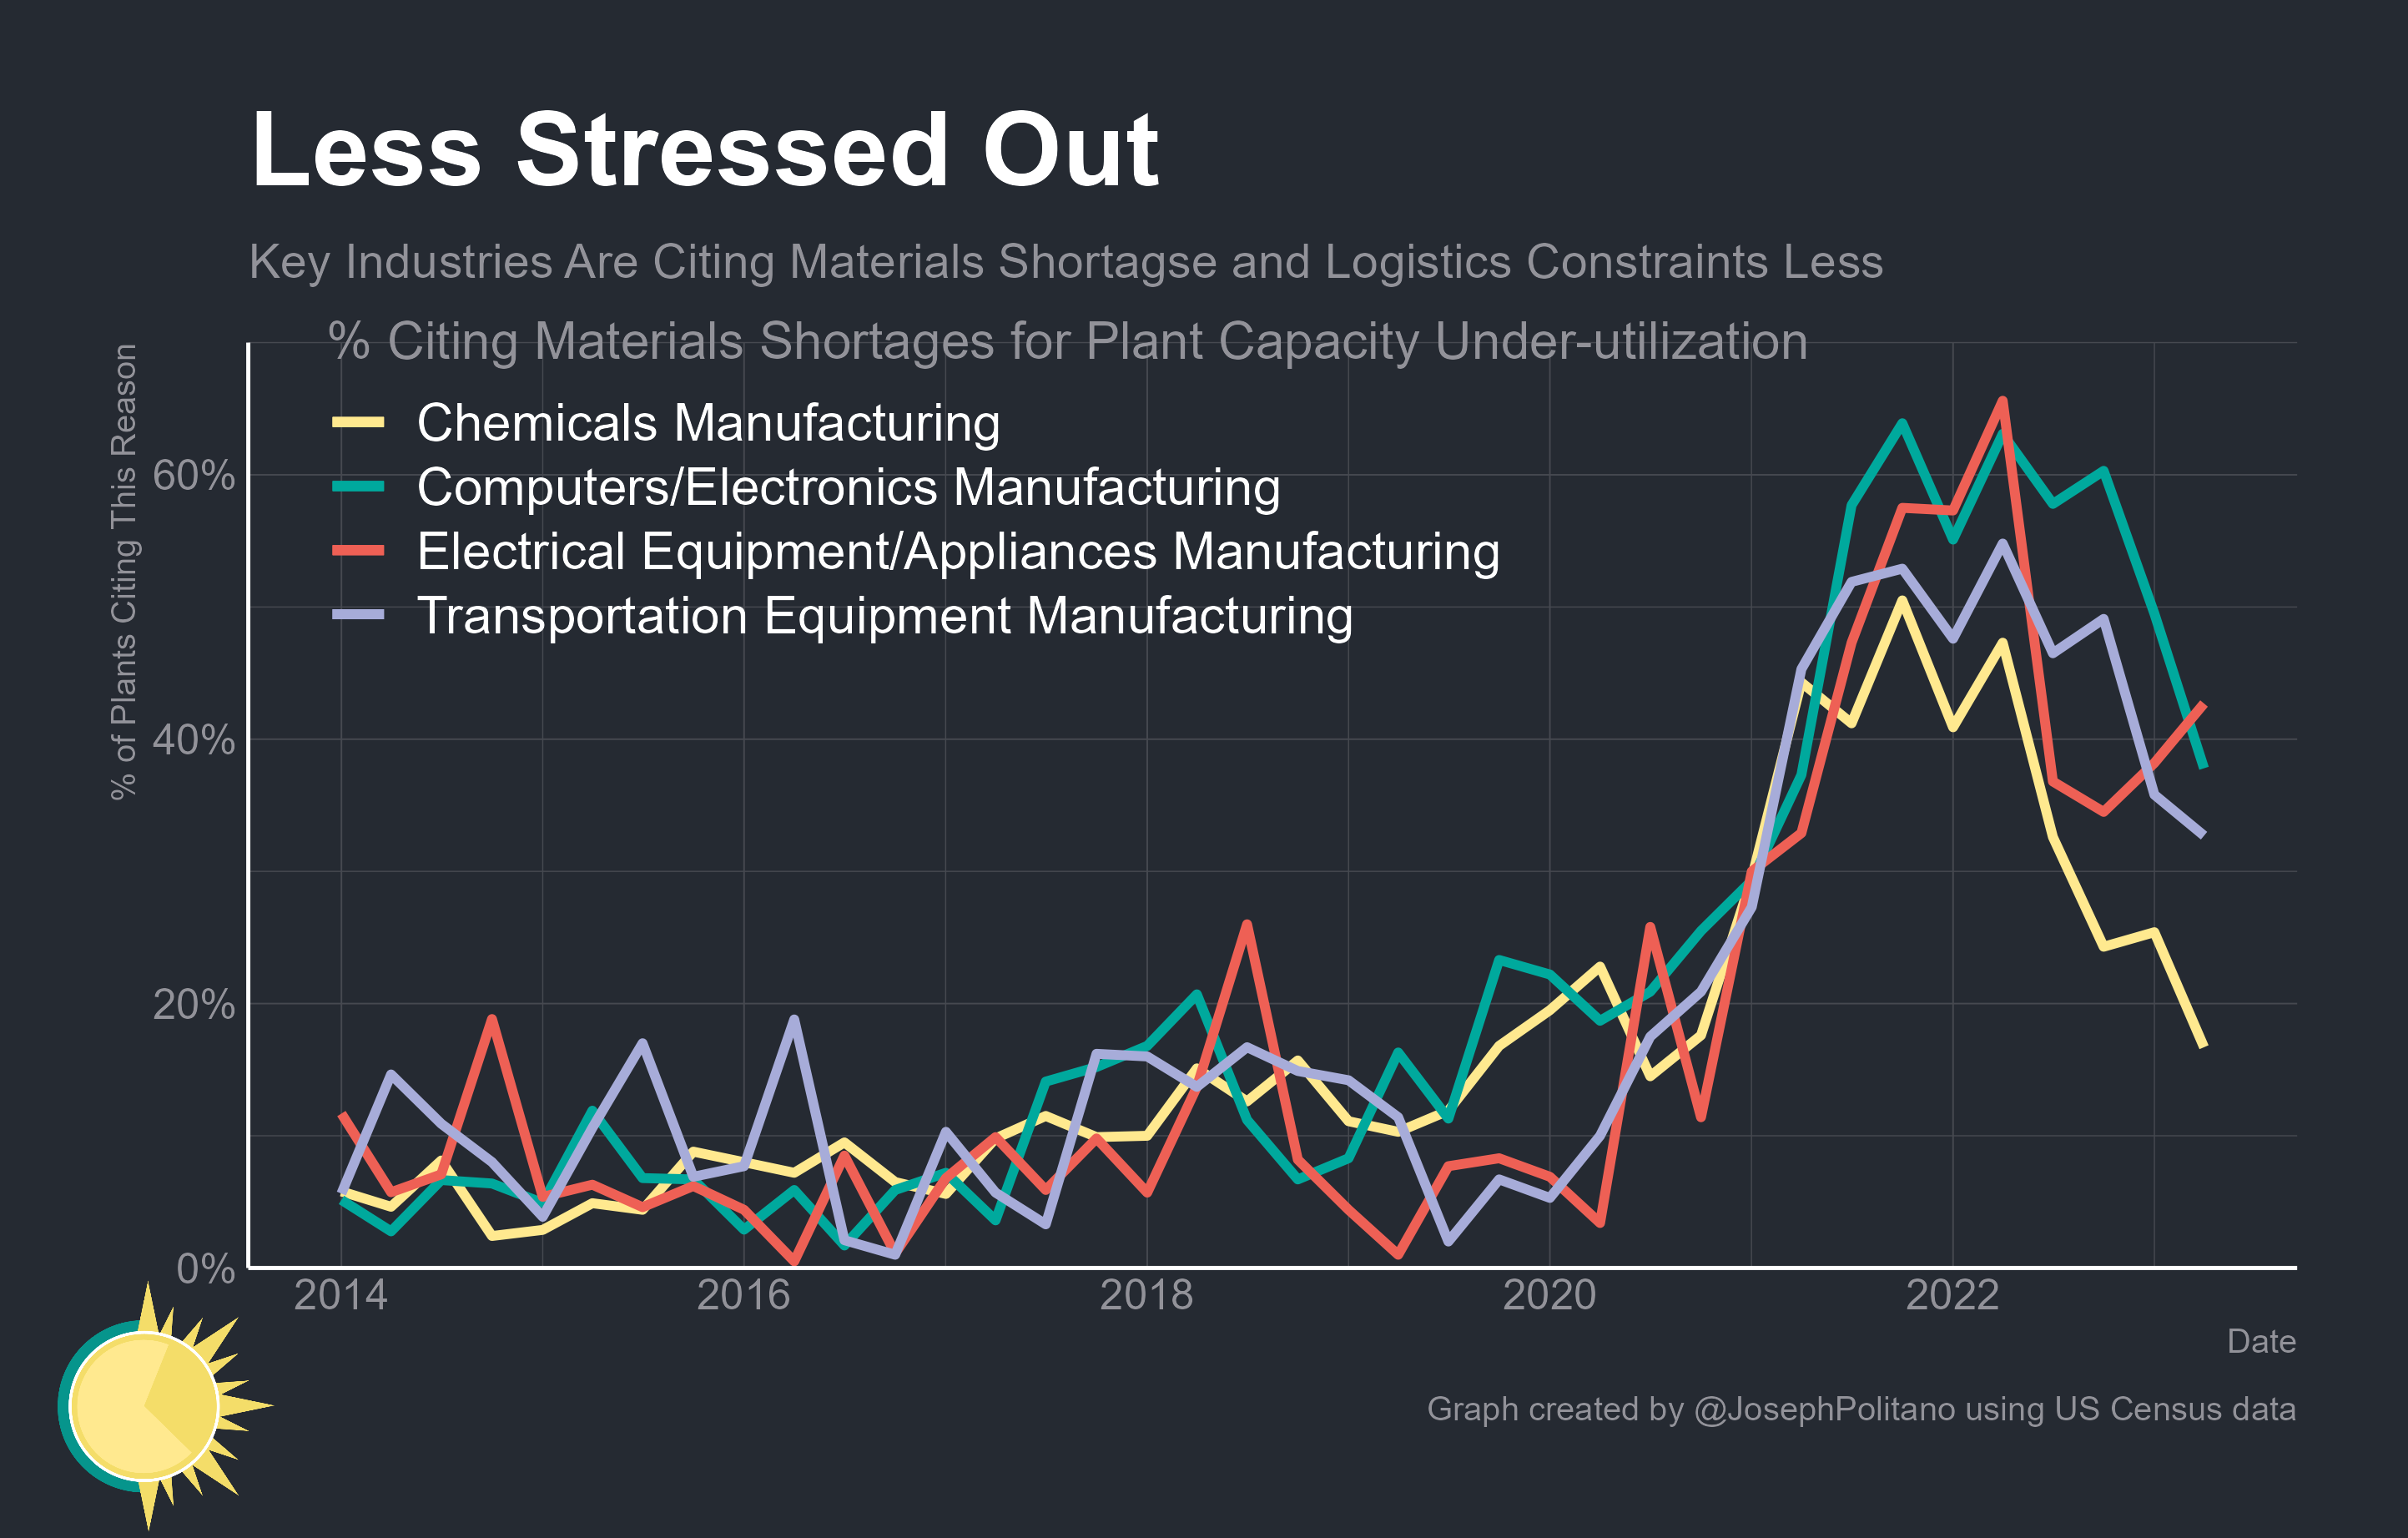 Less Stressed Out
Key Industries Are Citing Materials Shortagse and Logistics Constraints Less
% Citing Materials Shortages for Plant Capacity Under-utilization
Chemicals Manufacturing
Computers/Electronics Manufacturing
Electrical Equipment/Appliances Manufacturing
Transportation Equipment Manufacturing
% of Plants Citing This Reason
60%
40%
20%
0%
2014 2016 2018 2020 2022
Date
Graph created by @JosephPolitano using US Census data